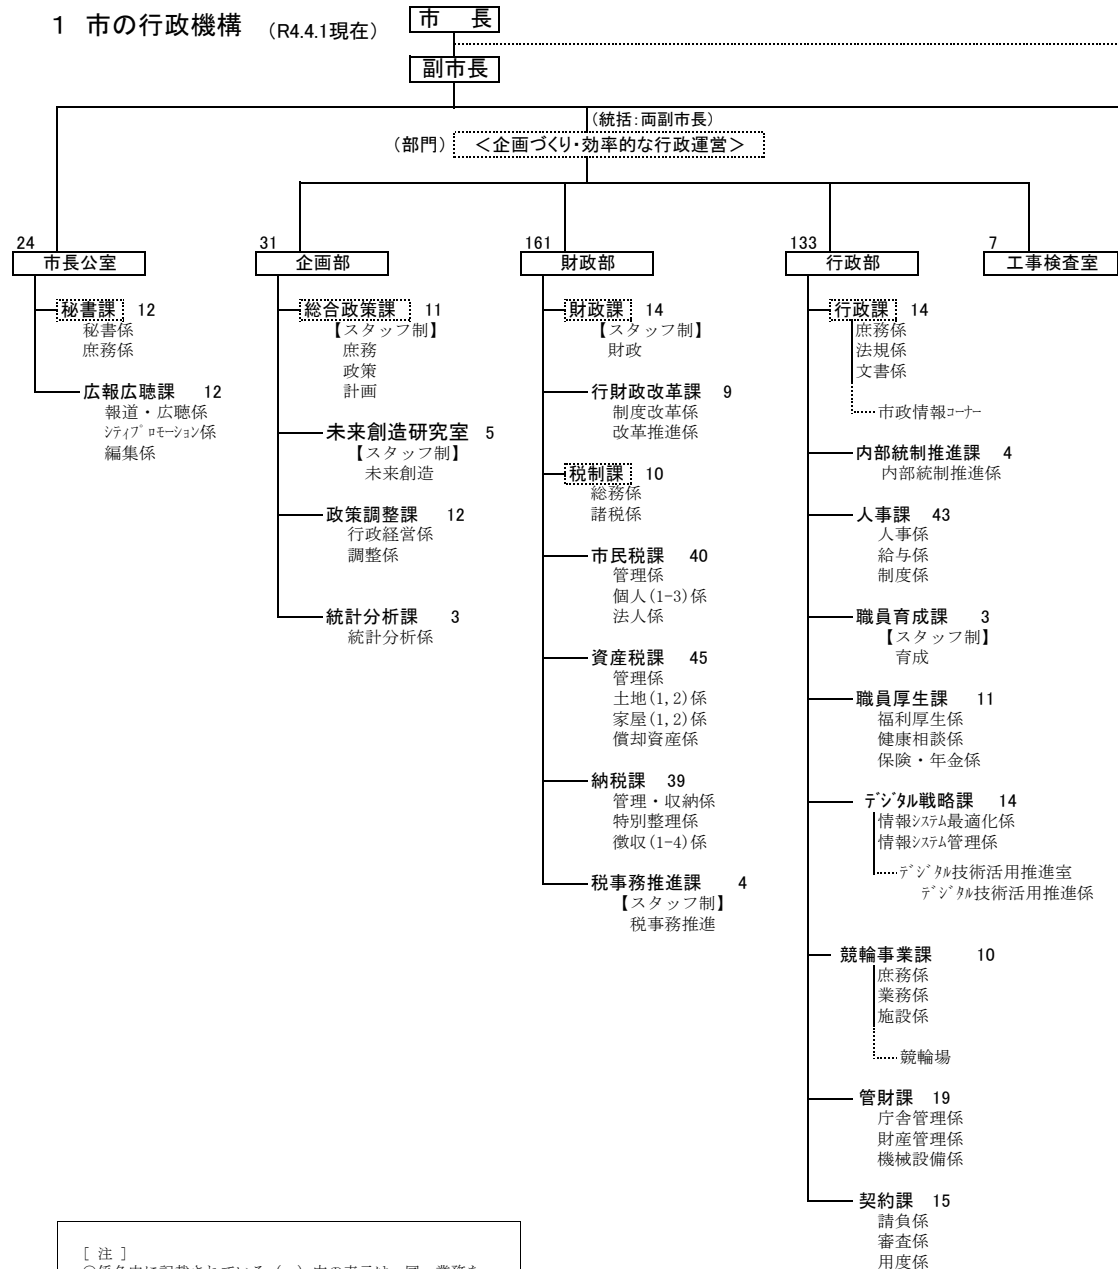 1 市の行政機構 (R4.4.1現在)
市 長
副市長
(統括:両副市長)
(部門) <企画づくり・効率的な行政運営>
24
市長公室
秘書課 12
秘書係
庶務係
広報広聴課 12
報道・広聴係
ｼﾃｨﾌﾟﾛﾓｰｼｮﾝ係
編集係
31
企画部
総合政策課 11
【スタッフ制】
庶務
政策
計画
未来創造研究室 5
【スタッフ制】
未来創造
政策調整課 12
行政経営係
調整係
統計分析課 3
統計分析係
161
財政部
財政課 14
【スタッフ制】
財政
行財政改革課 9
制度改革係
改革推進係
税制課 10
総務係
諸税係
市民税課 40
管理係
個人(1-3)係
法人係
資産税課 45
管理係
土地(1,2)係
家屋(1,2)係
償却資産係
納税課 39
管理・収納係
特別整理係
徴収(1-4)係
税事務推進課 4
【スタッフ制】
税事務推進
133
行政部
行政課 14
庶務係
法規係
文書係
市政情報ｺｰﾅｰ
内部統制推進課 4
内部統制推進係
人事課 43
人事係
給与係
制度係
職員育成課 3
【スタッフ制】
育成
職員厚生課 11
福利厚生係
健康相談係
保険・年金係
ﾃﾞｼﾞﾀﾙ戦略課 14
情報ｼｽﾃﾑ最適化係
情報ｼｽﾃﾑ管理係
ﾃﾞｼﾞﾀﾙ技術活用推進室
ﾃﾞｼﾞﾀﾙ技術活用推進係
競輪事業課 10
庶務係
業務係
施設係
競輪場
管財課 19
庁舎管理係
財産管理係
機械設備係
契約課 15
請負係
審査係
用度係
7
工事検査室
[ 注 ]